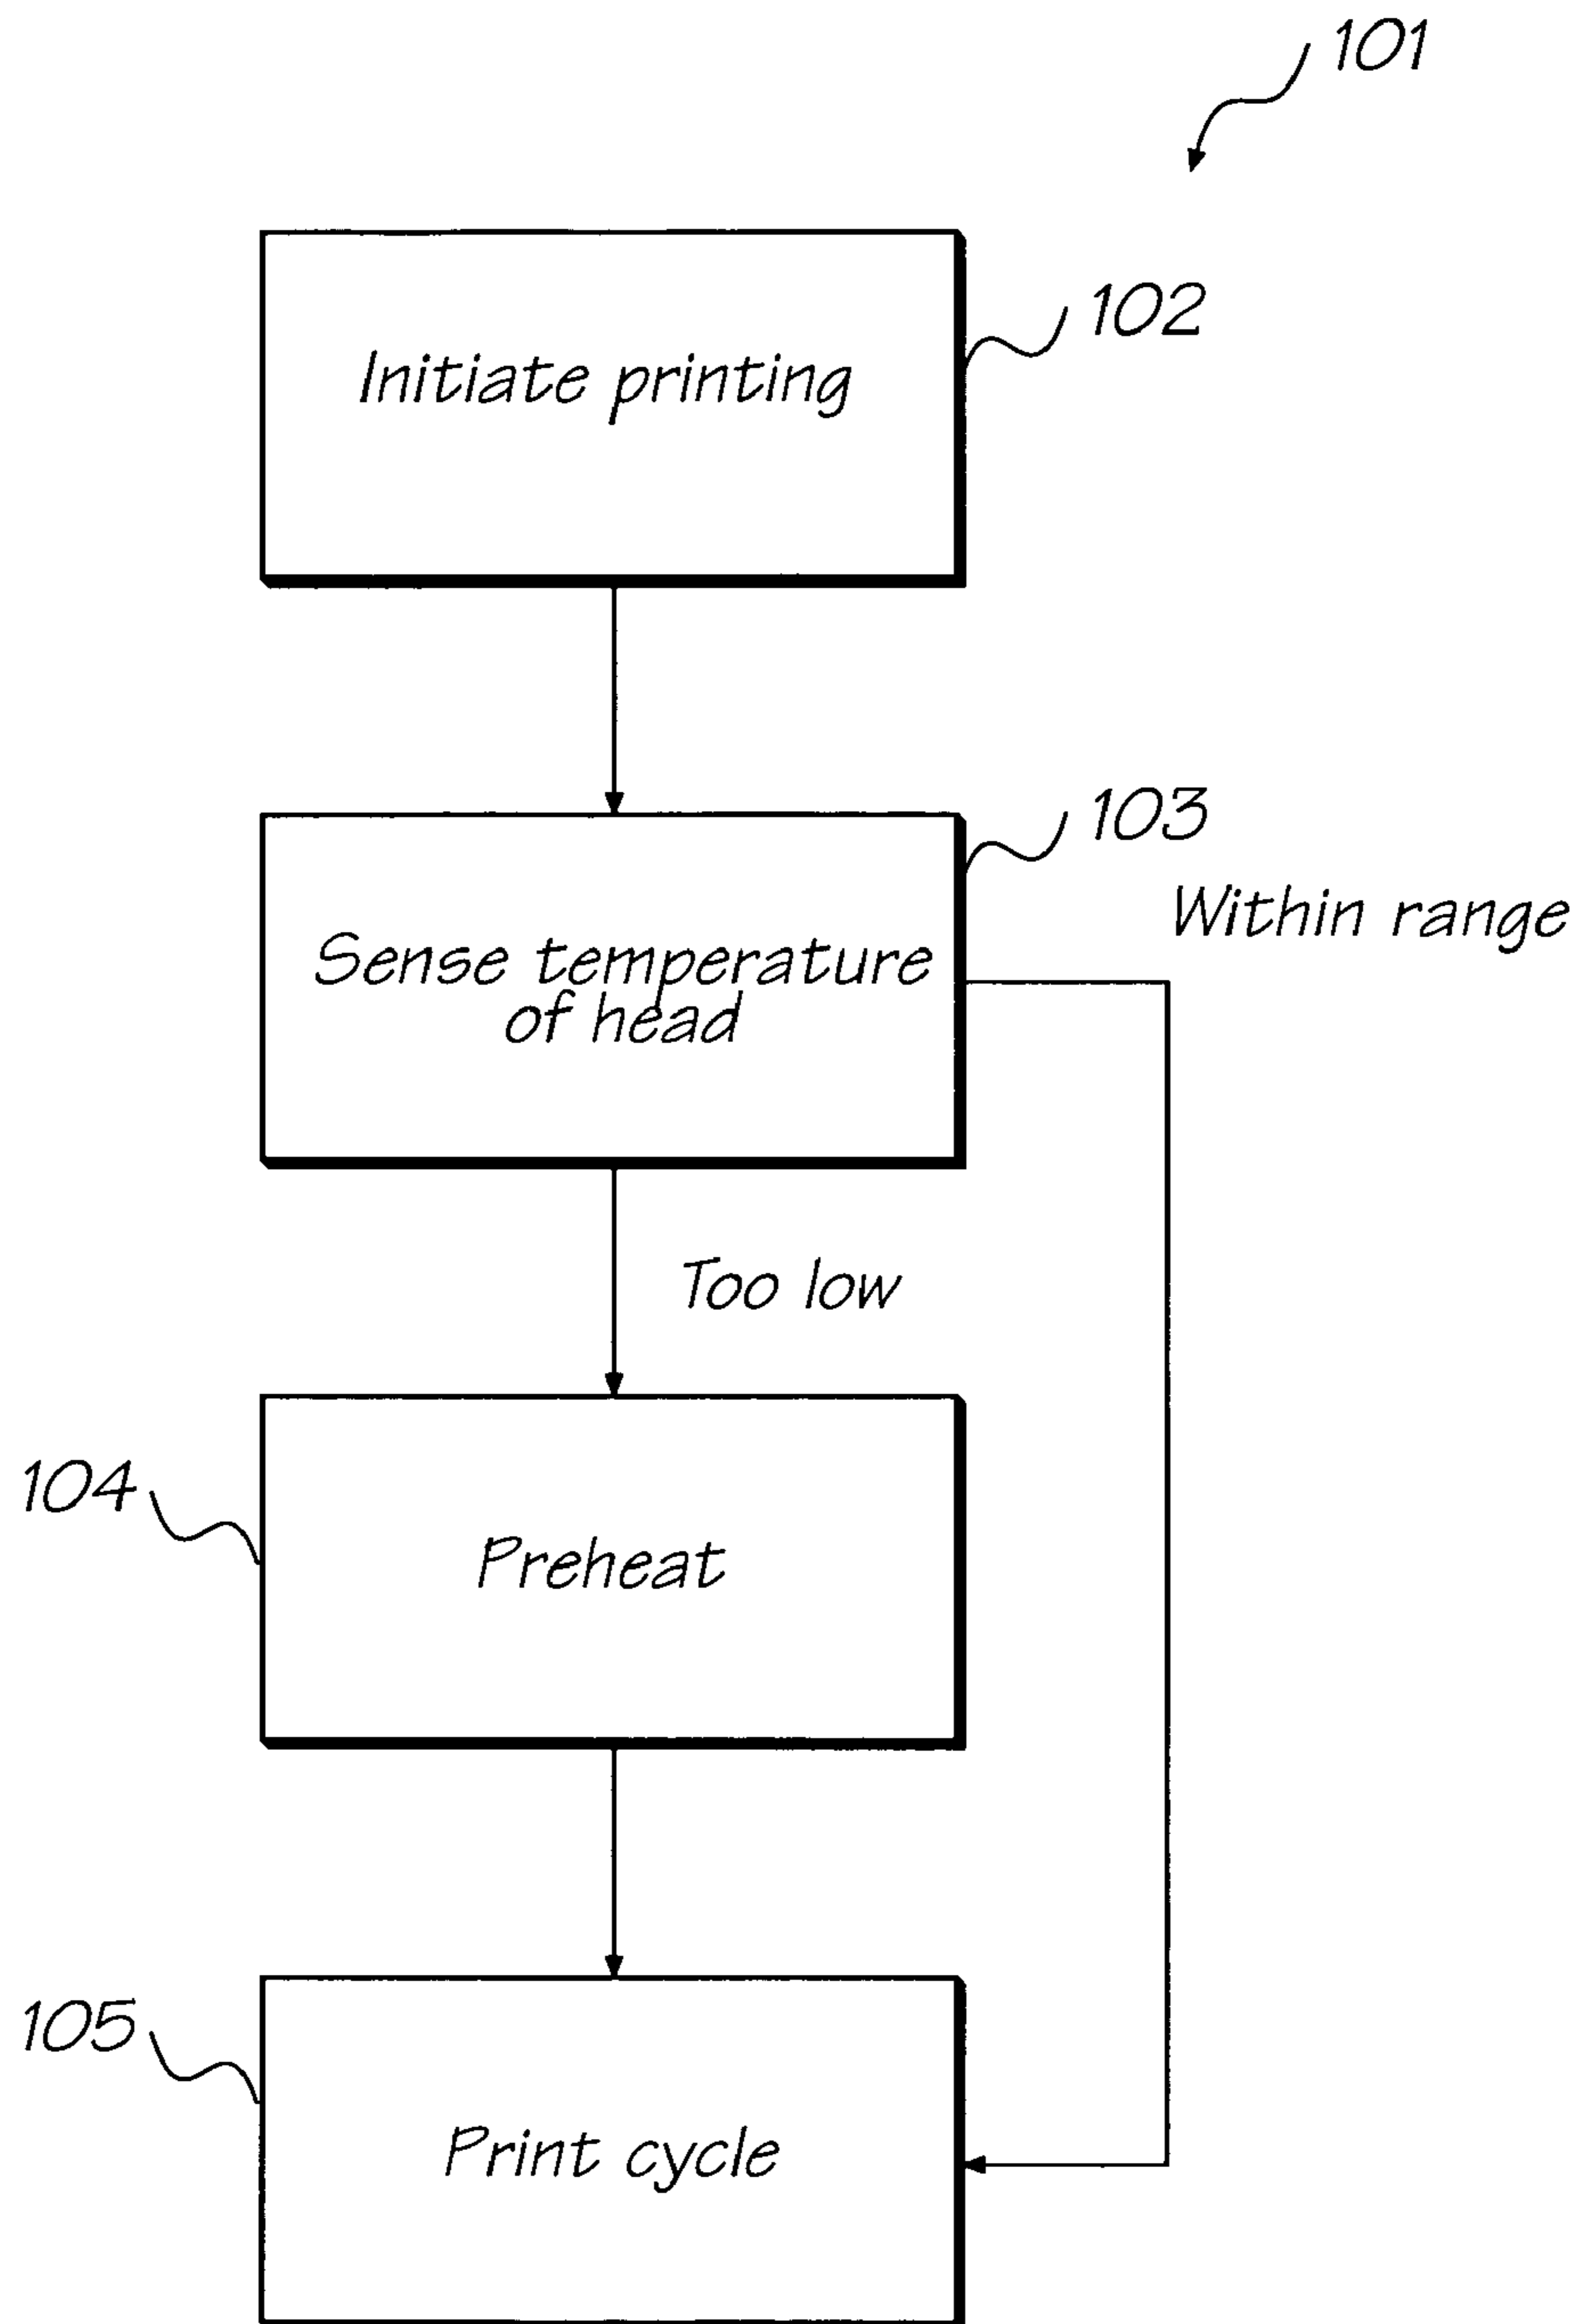 101
102
Initiate printing
103
Within range
Sense temperature
of head
Too low
104
Preheat
105
Print cycle